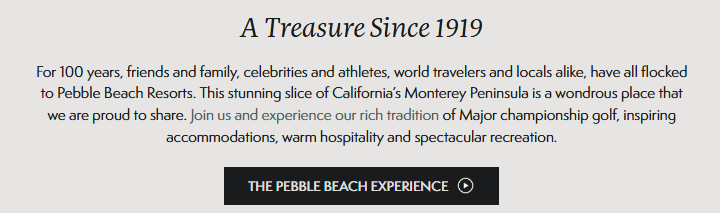 A Treasure Since 1919
For 100 years, friends and family, celebrities and athletes, world travelers and locals alike, have all flocked
to Pebble Beach Resorts. This stunning slice of California’s Monterey Peninsula is a wondrous place that
we are proud to share. Join us and experience our rich tradition of Major championship golf, inspiring
accommodations, warm hospitality and spectacular recreation.
THE PEBBLE BEACH EXPERIENCE